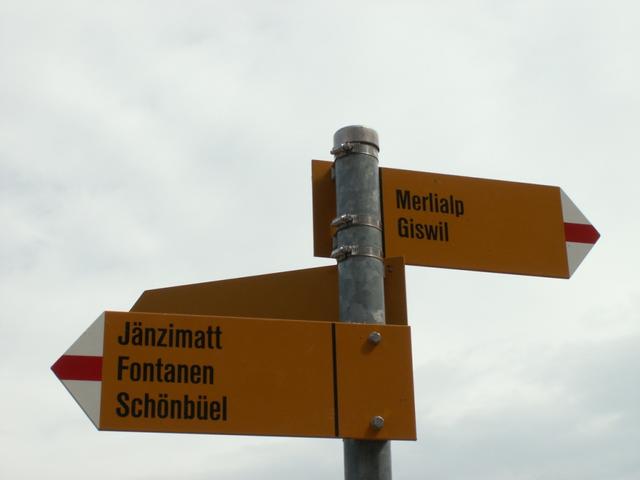 Merlialp
Giswil
Jänzimatt
Fontanen
Schönbüel